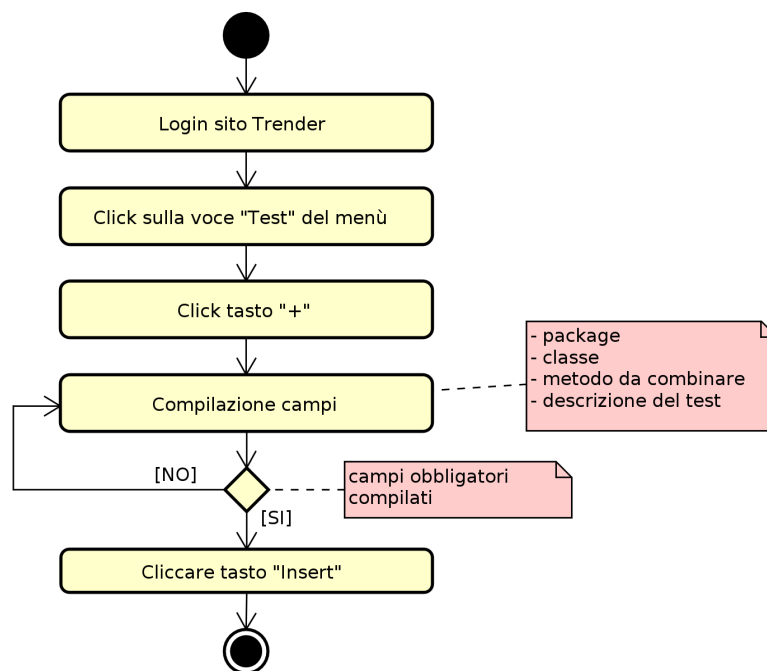 Login sito Trender
Click sulla voce "Test" del menù
Click tasto "+"
- package
- classe
- metodo da combinare
- descrizione del test
Compilazione campi
[NO]
campi obbligatori
compilati
[SI]
Cliccare tasto "Insert"